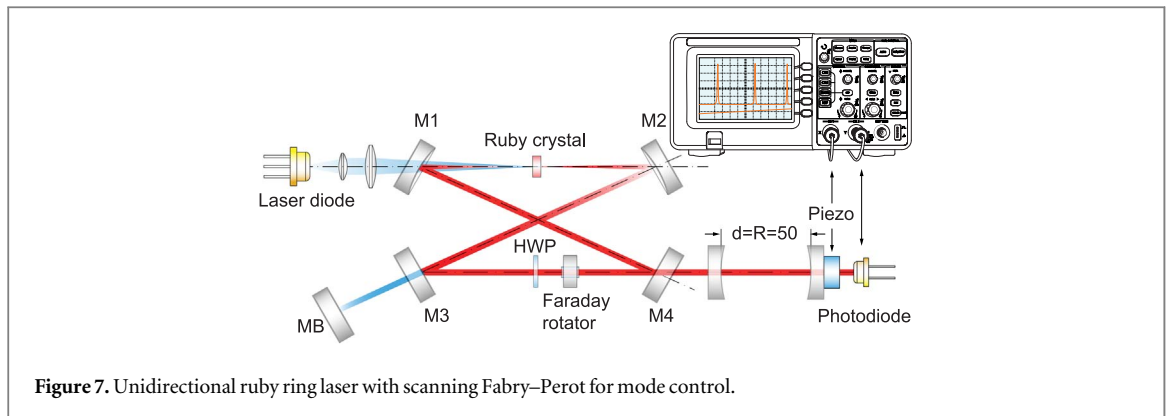 M1
Ruby crystal
M2
Laser diode
Piezo
d=R=50
HWP
MB
M3
Faraday
rotator
M4
Photodiode
Figure 7. Unidirectional ruby ring laser with scanning Fabry–Perot for mode control.